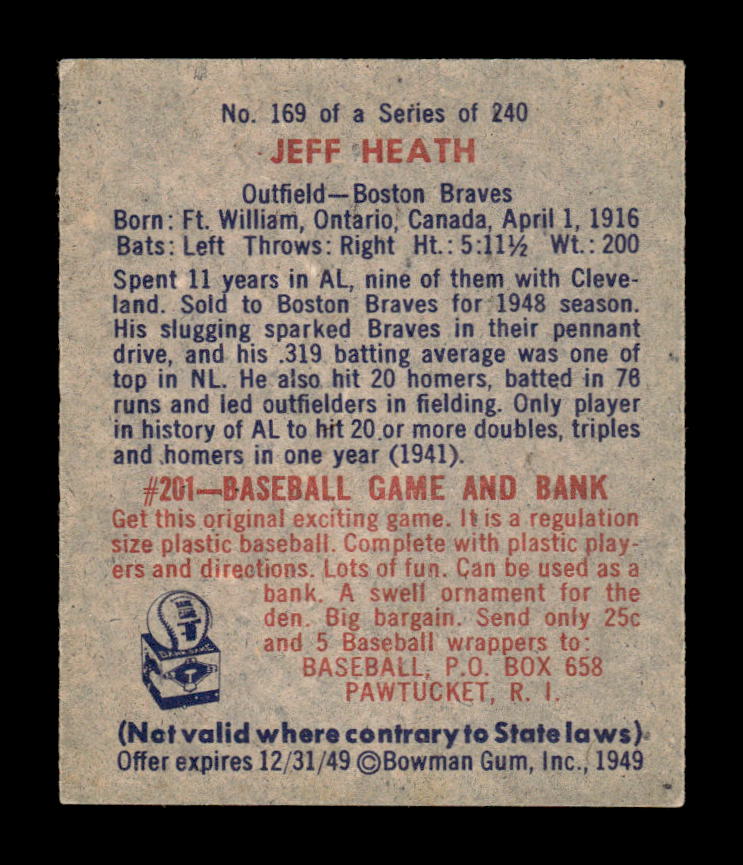 No. 169 of a Series of 240
JEFF HEATH
Outfield—Boston Braves
Born: Ft. William, Ontario, Canada, April 1, 1916
Bats: Left Throws: Right Ht.: 5:11½ Wt.: 200
Spent 11 years in AL, nine of them with Cleve-
land. Sold to Boston Braves for 1948 season.
His slugging sparked Braves in their pennant
drive, and his .319 batting average was one of
top in NL. He also hit 20 homers, batted in 76
runs and led outfielders in fielding. Only player
in history of AL to hit 20 or more doubles, triples
and homers in one year (1941).
#201—BASEBALL GAME AND BANK
Get this original exciting game. It is a regulation
size plastic baseball. Complete with plastic play-
ers and directions. Lots of fun. Can be used as a
bank. A swell ornament for the
den. Big bargain. Send only 25c
and 5 Baseball wrappers to:
BASEBALL, P.O. BOX 658
PAWTUCKET, R. I.
(Not valid where contrary to State laws)
Offer expires 12/31/49 ©Bowman Gum, Inc., 1949